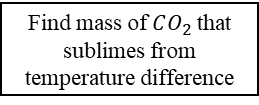 Find mass of CO₂ that
sublimes from
temperature difference